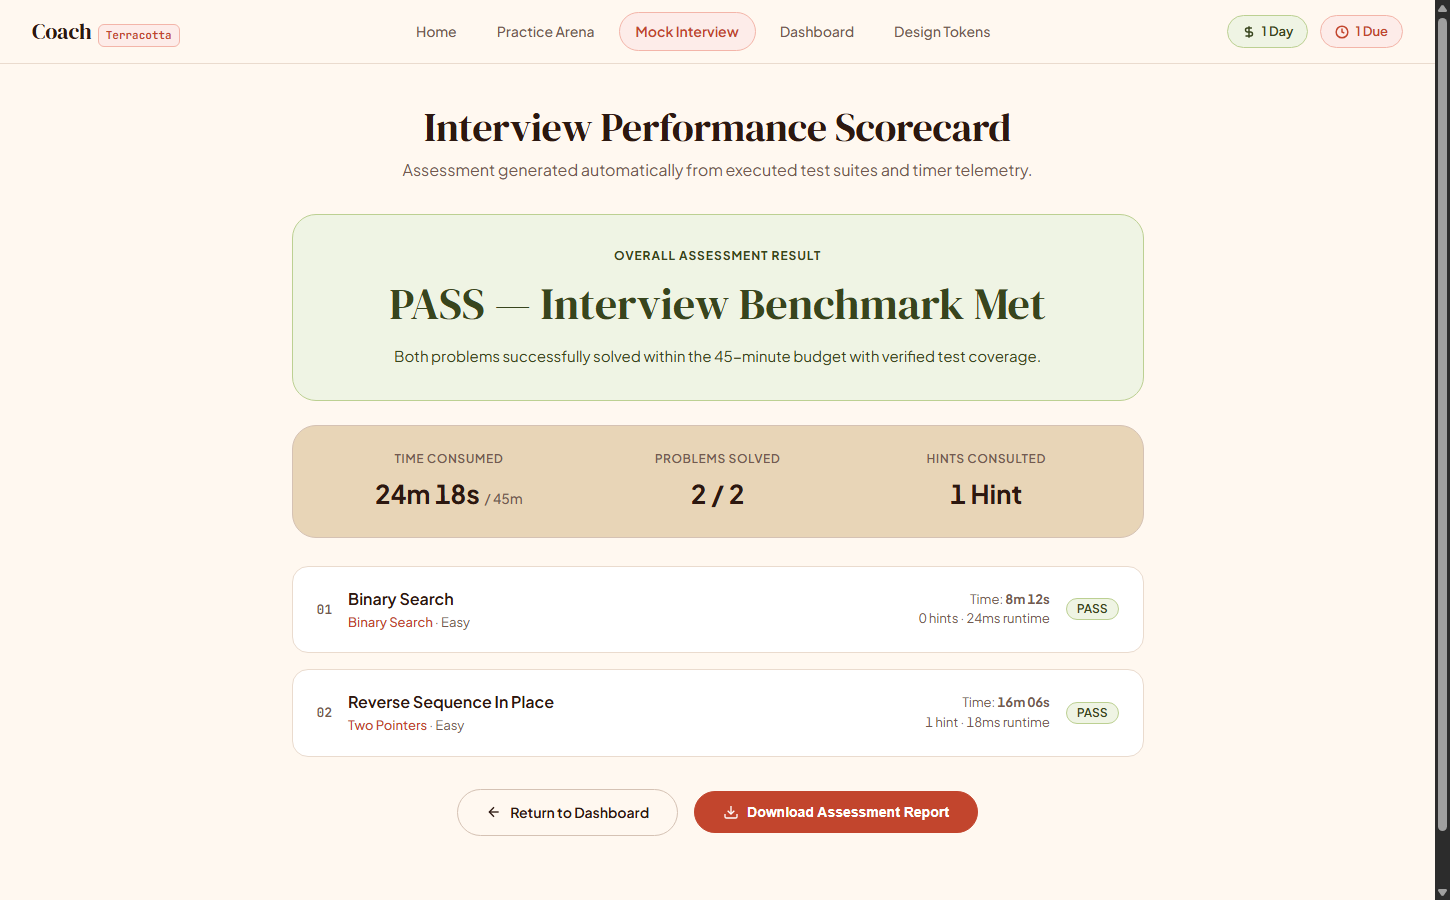 Coach Terracotta
Home Practice Arena Mock Interview Dashboard Design Tokens
$ 1 Day 1 Due
Interview Performance Scorecard
Assessment generated automatically from executed test suites and timer telemetry.
OVERALL ASSESSMENT RESULT
PASS — Interview Benchmark Met
Both problems successfully solved within the 45-minute budget with verified test coverage.
TIME CONSUMED PROBLEMS SOLVED HINTS CONSULTED
24m 18s / 45m 2 / 2 1 Hint
01 Binary Search Time: 8m 12s PASS
Binary Search · Easy 0 hints · 24ms runtime
02 Reverse Sequence In Place Time: 16m 06s PASS
Two Pointers · Easy 1 hint · 18ms runtime
Return to Dashboard Download Assessment Report